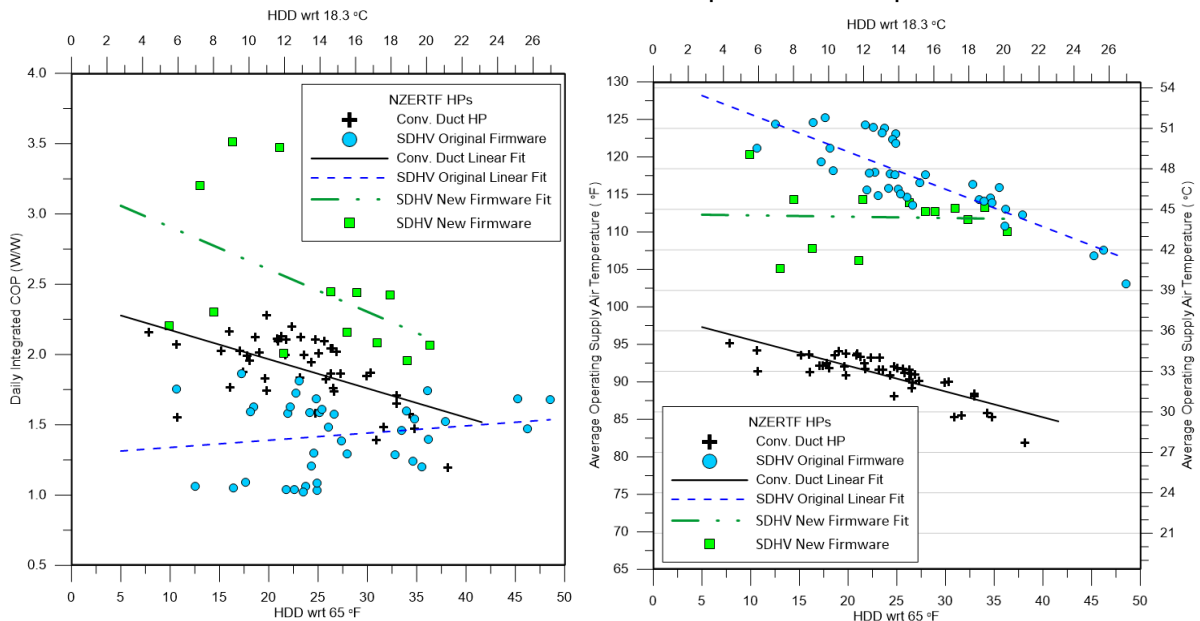 HDD wrt 18.3 °C
0 2 4 6 8 10 12 14 16 18 20 22 24 26
4.0
3.5
3.0
2.5
2.0
1.5
1.0
0.5
Daily Integrated COP (W/W)
NZERTF HPs
Conv. Duct HP
SDHV Original Firmware
Conv. Duct Linear Fit
SDHV Original Linear Fit
SDHV New Firmware Fit
SDHV New Firmware
0 5 10 15 20 25 30 35 40 45 50
HDD wrt 65 °F
HDD wrt 18.3 °C
0 2 4 6 8 10 12 14 16 18 20 22 24 26
130
125
120
115
110
105
100
95
90
85
80
75
70
65
Average Operating Supply Air Temperature ( °F)
54
51
48
45
42
39
36
33
30
27
24
21
Average Operating Supply Air Temperature ( °C)
NZERTF HPs
Conv. Duct HP
SDHV Original Firmware
Conv. Duct Linear Fit
SDHV Original Linear Fit
SDHV New Firmware Fit
SDHV New Firmware
0 5 10 15 20 25 30 35 40 45 50
HDD wrt 65 °F